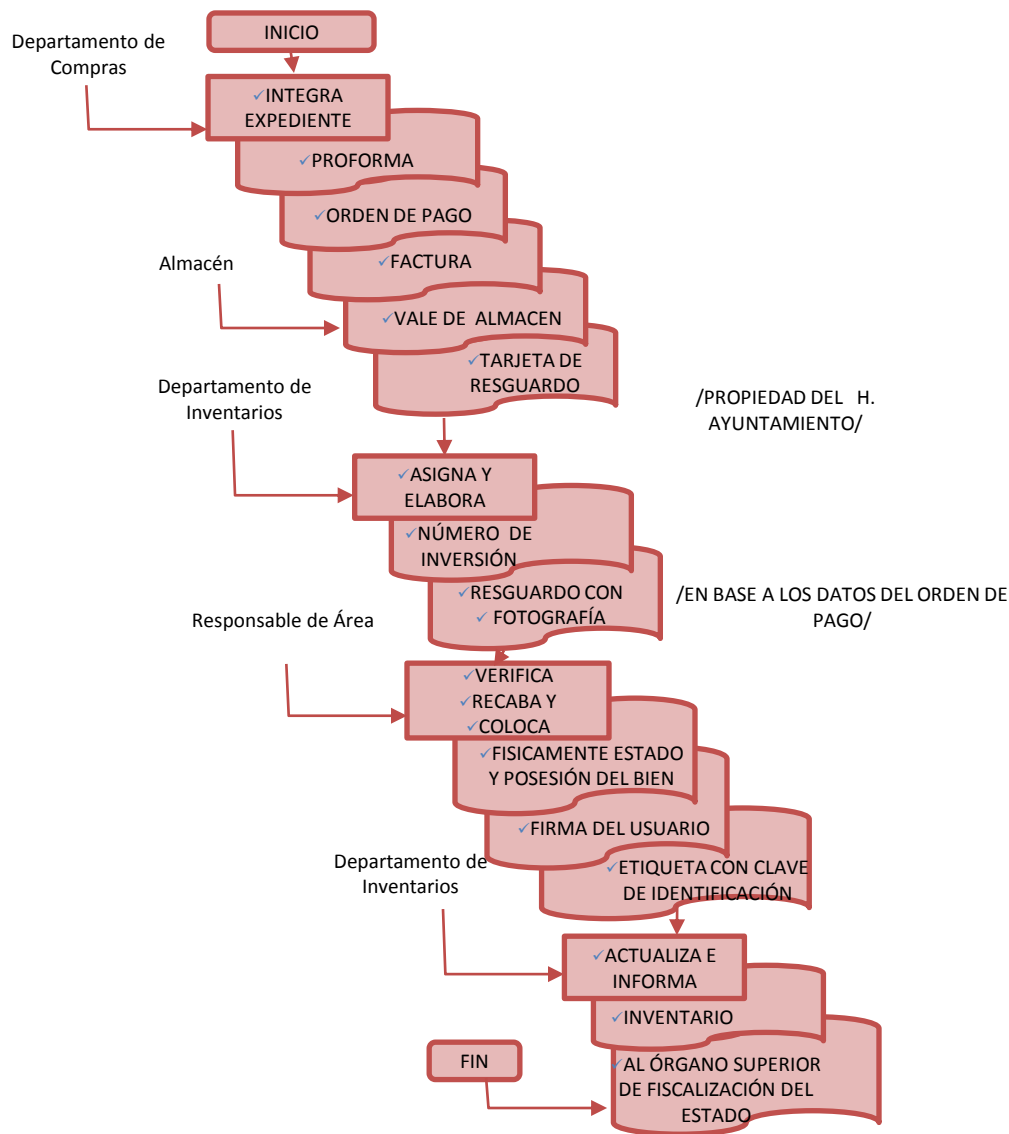 INICIO
Departamento de
Compras
✓INTEGRA
EXPEDIENTE
✓PROFORMA
✓ORDEN DE PAGO
✓FACTURA
Almacén
✓VALE DE ALMACEN
✓TARJETA DE
RESGUARDO
/PROPIEDAD DEL H.
AYUNTAMIENTO/
Departamento de
Inventarios
✓ASIGNA Y
ELABORA
✓NÚMERO DE
INVERSIÓN
✓RESGUARDO CON
✓ FOTOGRAFÍA
/EN BASE A LOS DATOS DEL ORDEN DE
PAGO/
Responsable de Área
✓VERIFICA
✓RECABA Y
✓COLOCA
✓FISICAMENTE ESTADO
Y POSESIÓN DEL BIEN
✓FIRMA DEL USUARIO
✓ETIQUETA CON CLAVE
DE IDENTIFICACIÓN
Departamento de
Inventarios
✓ACTUALIZA E
INFORMA
✓INVENTARIO
✓AL ÓRGANO SUPERIOR
DE FISCALIZACIÓN DEL
ESTADO
FIN